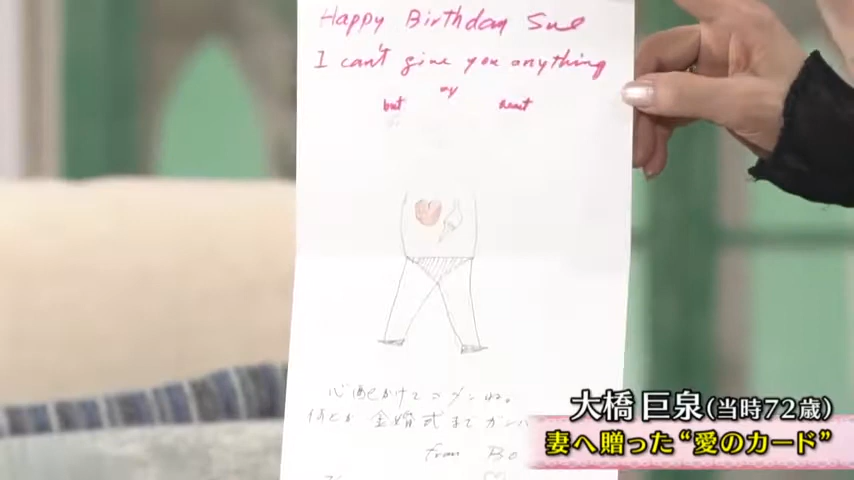 Happy Birthday Sue
I can't give you anything
but my heart
心配かけてゴメンね。
何とか 金婚式まで ガンバ
from Bo
大橋巨泉(当時72歳)
妻へ贈った“愛のカード”